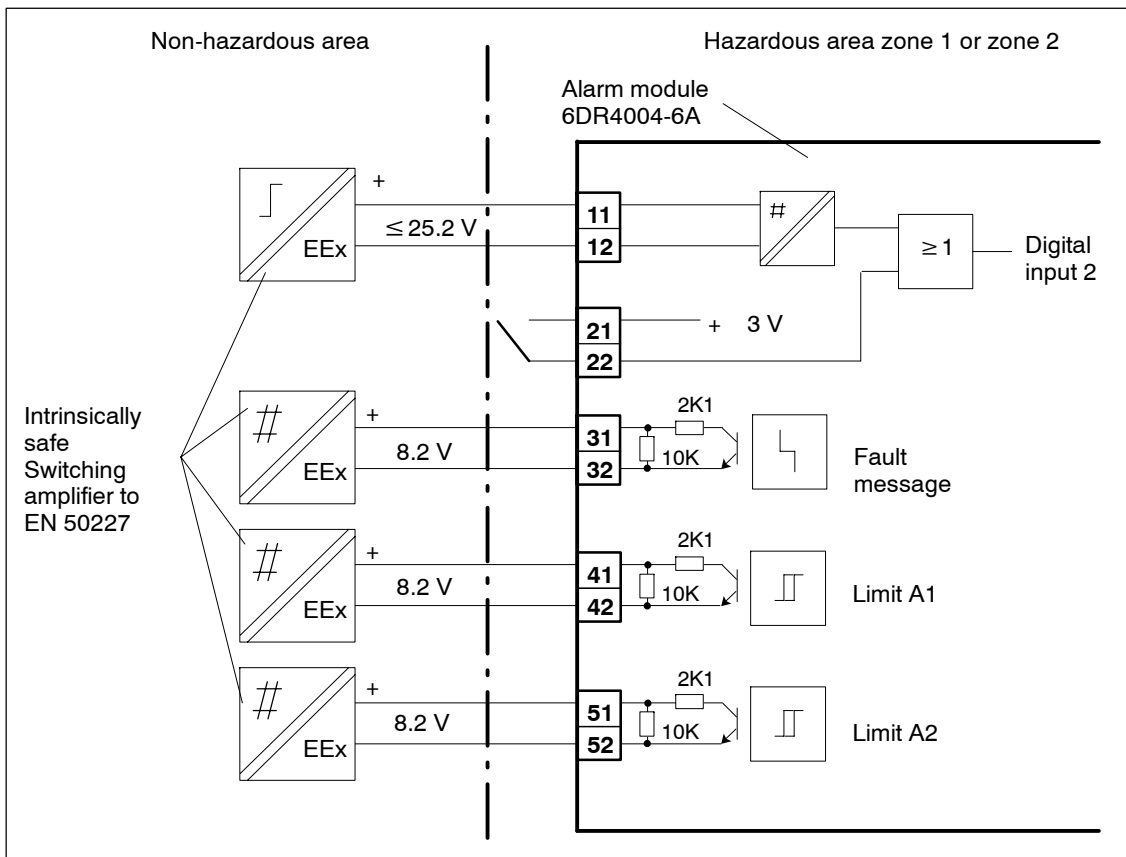 Non-hazardous area
Hazardous area zone 1 or zone 2
Alarm module
6DR4004-6A
+
≤ 25.2 V
EEx
11
12
#
≥ 1
Digital
input 2
21
22
+ 3 V
Intrinsically
safe
Switching
amplifier to
EN 50227
#
EEx
+
8.2 V
31
32
2K1
10K
Fault
message
#
EEx
+
8.2 V
41
42
2K1
10K
Limit A1
#
EEx
+
8.2 V
51
52
2K1
10K
Limit A2